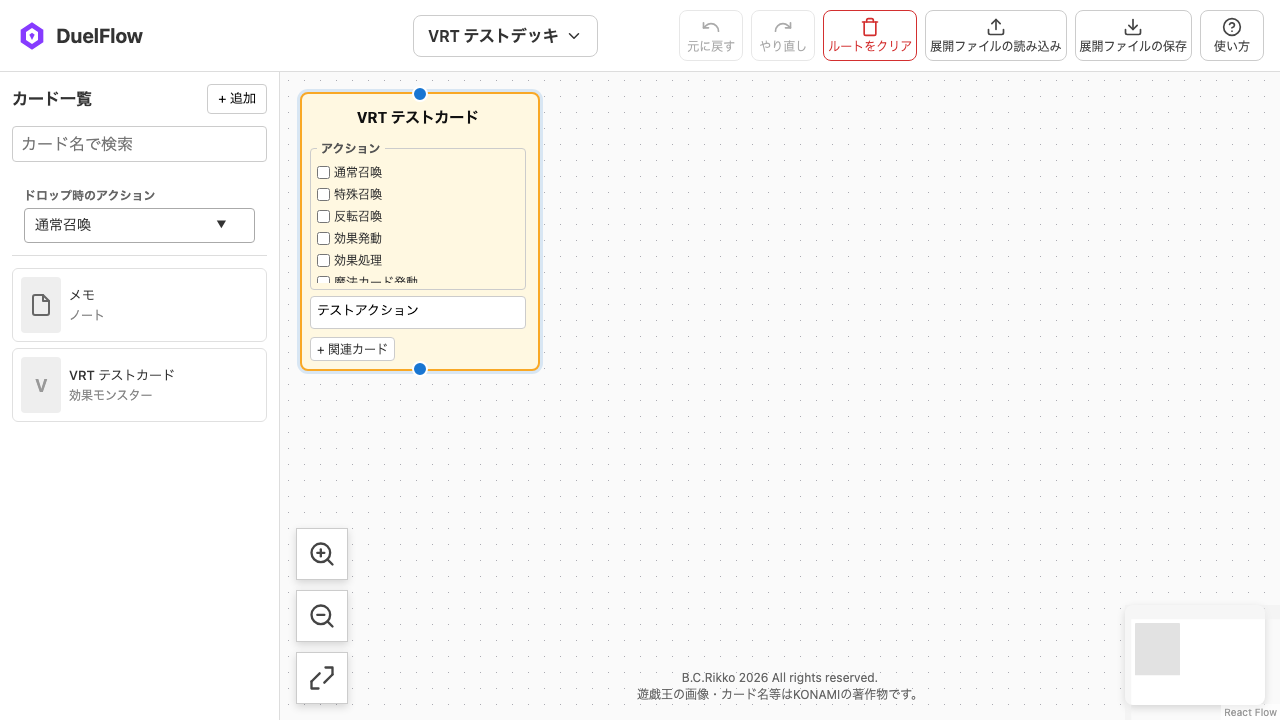 DuelFlow
VRT テストデッキ
元に戻す
やり直し
ルートをクリア
展開ファイルの読み込み
展開ファイルの保存
使い方
カード一覧
+ 追加
カード名で検索
ドロップ時のアクション
通常召喚
メモ
ノート
V
VRT テストカード
効果モンスター
VRT テストカード
アクション
通常召喚
特殊召喚
反転召喚
効果発動
効果処理
魔法カード発動
テストアクション
+ 関連カード
B.C.Rikko 2026 All rights reserved.
遊戯王の画像・カード名等はKONAMIの著作物です。
React Flow